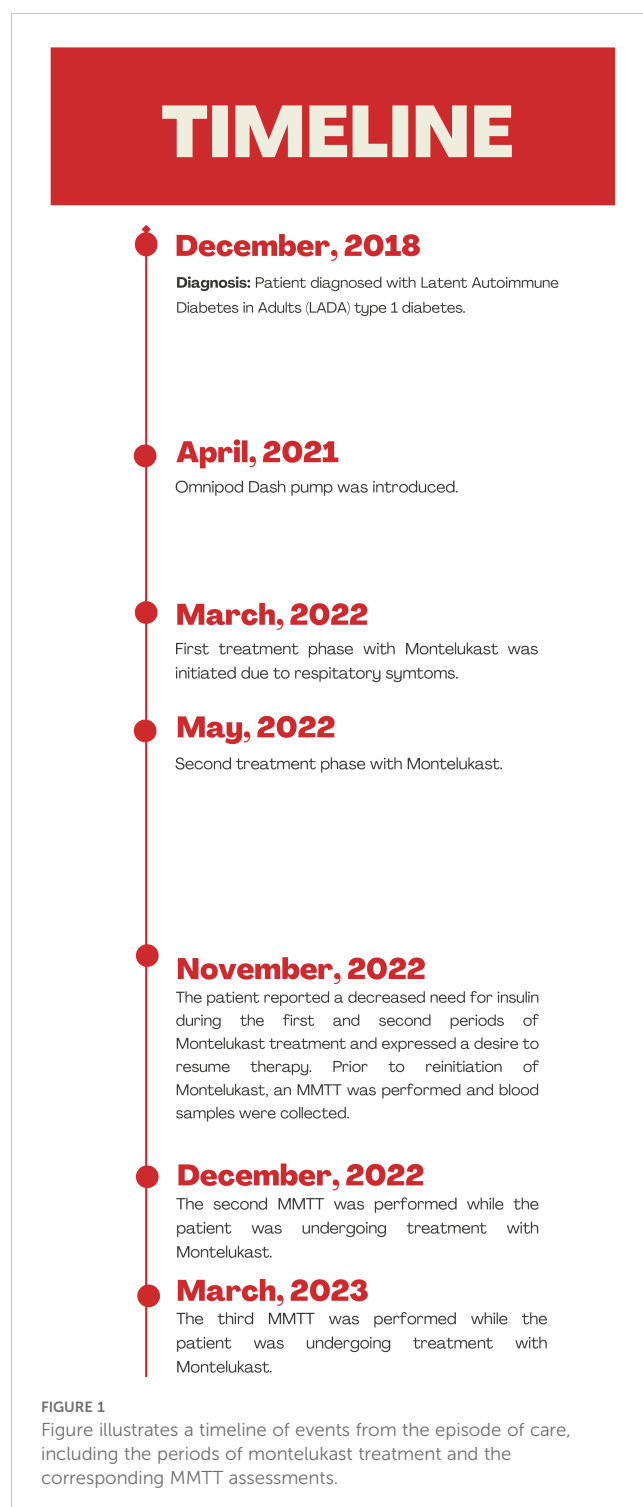 TIMELINE
December, 2018
Diagnosis: Patient diagnosed with Latent Autoimmune
Diabetes in Adults (LADA) type 1 diabetes.
April, 2021
Omnipod Dash pump was introduced.
March, 2022
First treatment phase with Montelukast was
initiated due to respitatory symtoms.
May, 2022
Second treatment phase with Montelukast.
November, 2022
The patient reported a decreased need for insulin
during the first and second periods of
Montelukast treatment and expressed a desire to
resume therapy. Prior to reinitiation of
Montelukast, an MMTT was performed and blood
samples were collected.
December, 2022
The second MMTT was performed while the
patient was undergoing treatment with
Montelukast.
March, 2023
The third MMTT was performed while the
patient was undergoing treatment with
Montelukast.
FIGURE 1
Figure illustrates a timeline of events from the episode of care,
including the periods of montelukast treatment and the
corresponding MMTT assessments.